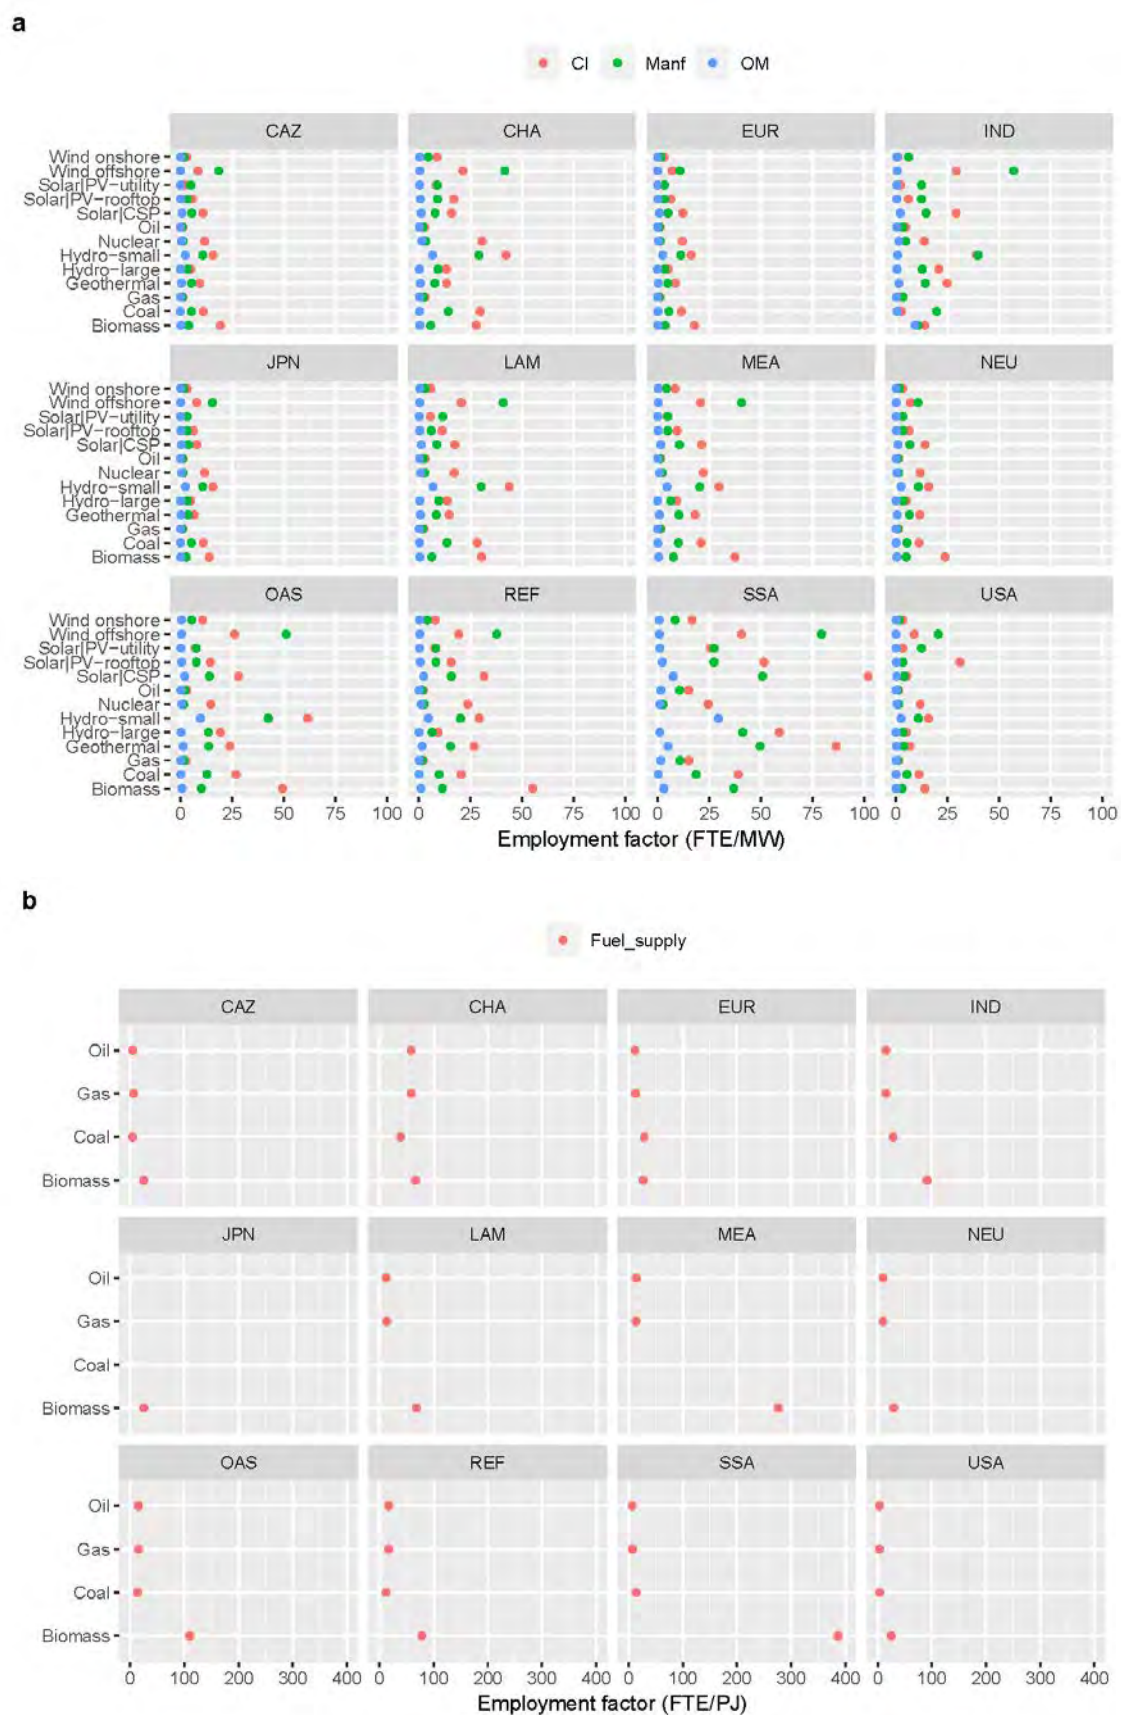 a
CI Manf OM
CAZ CHA EUR IND
Wind onshore
Wind offshore
Solar|PV−utility
Solar|PV−rooftop
Solar|CSP
Oil
Nuclear
Hydro−small
Hydro−large
Geothermal
Gas
Coal
Biomass
JPN LAM MEA NEU
Wind onshore
Wind offshore
Solar|PV−utility
Solar|PV−rooftop
Solar|CSP
Oil
Nuclear
Hydro−small
Hydro−large
Geothermal
Gas
Coal
Biomass
OAS REF SSA USA
Wind onshore
Wind offshore
Solar|PV−utility
Solar|PV−rooftop
Solar|CSP
Oil
Nuclear
Hydro−small
Hydro−large
Geothermal
Gas
Coal
Biomass
0 25 50 75 100 0 25 50 75 100 0 25 50 75 100 0 25 50 75 100
Employment factor (FTE/MW)
b
Fuel_supply
CAZ CHA EUR IND
Oil
Gas
Coal
Biomass
JPN LAM MEA NEU
Oil
Gas
Coal
Biomass
OAS REF SSA USA
Oil
Gas
Coal
Biomass
0 100 200 300 400 0 100 200 300 400 0 100 200 300 400 0 100 200 300 400
Employment factor (FTE/PJ)